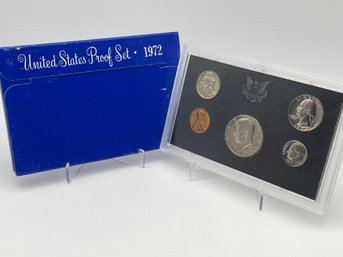 United States Proof Set · 1972